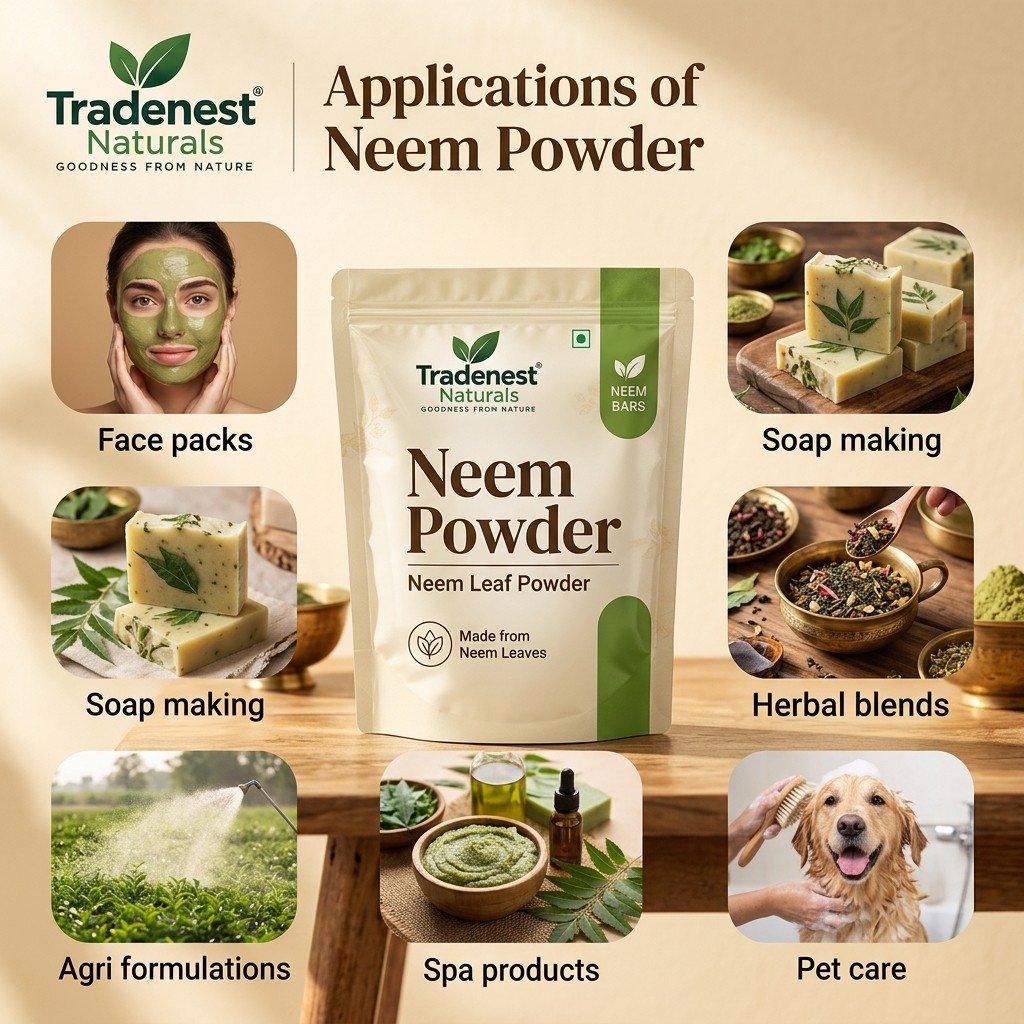 Tradenest®
Naturals
GOODNESS FROM NATURE
Applications of
Neem Powder
Face packs
Soap making
Tradenest®
Naturals
GOODNESS FROM NATURE
NEEM
BARS
Neem
Powder
Neem Leaf Powder
Made from
Neem Leaves
Soap making
Herbal blends
Agri formulations
Spa products
Pet care